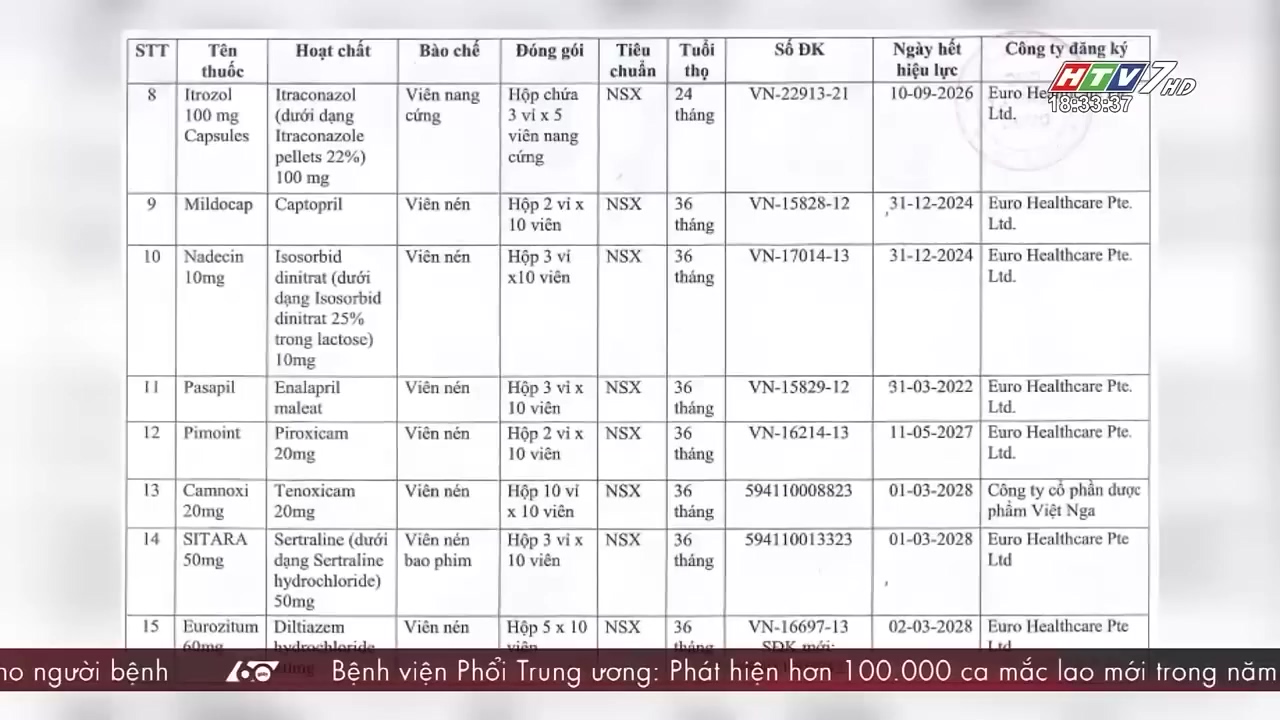 STT Tên thuốc Hoạt chất Bào chế Đóng gói Tiêu chuẩn Tuổi thọ Số ĐK Ngày hết hiệu lực Công ty đăng ký
HTV7 HD
18:33:37
8 Itrozol Itraconazol Viên nang Hộp chứa NSX 24 VN-22913-21 10-09-2026 Euro
100 mg (dưới dạng cứng 3 vỉ x 5 tháng Ltd.
Capsules Itraconazole viên nang
pellets 22%) cứng
100 mg
9 Mildocap Captopril Viên nén Hộp 2 vỉ x NSX 36 VN-15828-12 31-12-2024 Euro Healthcare Pte.
10 viên tháng Ltd.
10 Nadecin Isosorbid Viên nén Hộp 3 vỉ NSX 36 VN-17014-13 31-12-2024 Euro Healthcare Pte.
10mg dinitrat (dưới x10 viên tháng Ltd.
dạng Isosorbid
dinitrat 25%
trong lactose)
10mg
11 Pasapil Enalapril Viên nén Hộp 3 vỉ x NSX 36 VN-15829-12 31-03-2022 Euro Healthcare Pte.
maleat 10 viên tháng Ltd.
12 Pimoint Piroxicam Viên nén Hộp 2 vỉ x NSX 36 VN-16214-13 11-05-2027 Euro Healthcare Pte.
20mg 10 viên tháng Ltd.
13 Camnoxi Tenoxicam Viên nén Hộp 10 vỉ NSX 36 594110008823 01-03-2028 Công ty cổ phần dược
20mg 20mg x 10 viên tháng phẩm Việt Nga
14 SITARA Sertraline (dưới Viên nén Hộp 3 vỉ x NSX 36 594110013323 01-03-2028 Euro Healthcare Pte
50mg dạng Sertraline bao phim 10 viên tháng Ltd
hydrochloride)
50mg
15 Eurozitum Diltiazem Viên nén Hộp 5 x 10 NSX 36 VN-16697-13 02-03-2028 Euro Healthcare Pte
60mg hydrochloride viên tháng SĐK mới: Ltd
ho người bệnh 60 giây Bệnh viện Phổi Trung ương: Phát hiện hơn 100.000 ca mắc lao mới trong năm